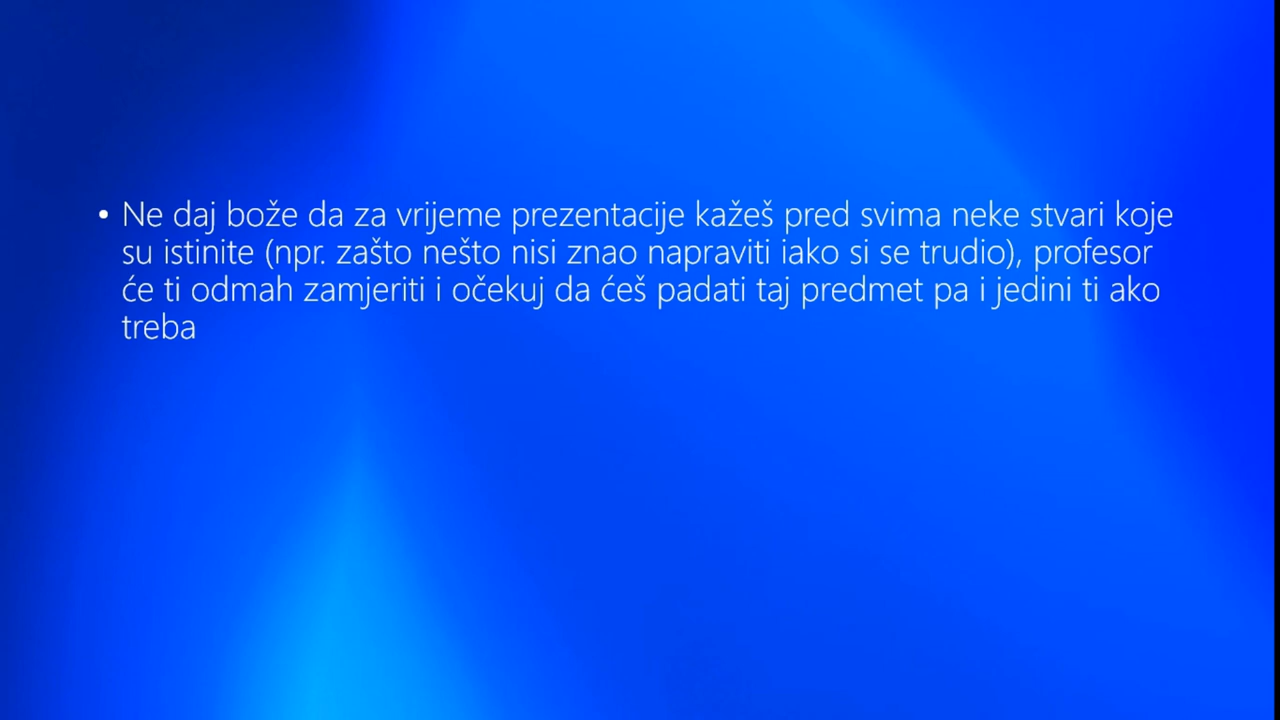 • Ne daj bože da za vrijeme prezentacije kažeš pred svima neke stvari koje
su istinite (npr. zašto nešto nisi znao napraviti iako si se trudio), profesor
će ti odmah zamjeriti i očekuj da ćeš padati taj predmet pa i jedini ti ako
treba